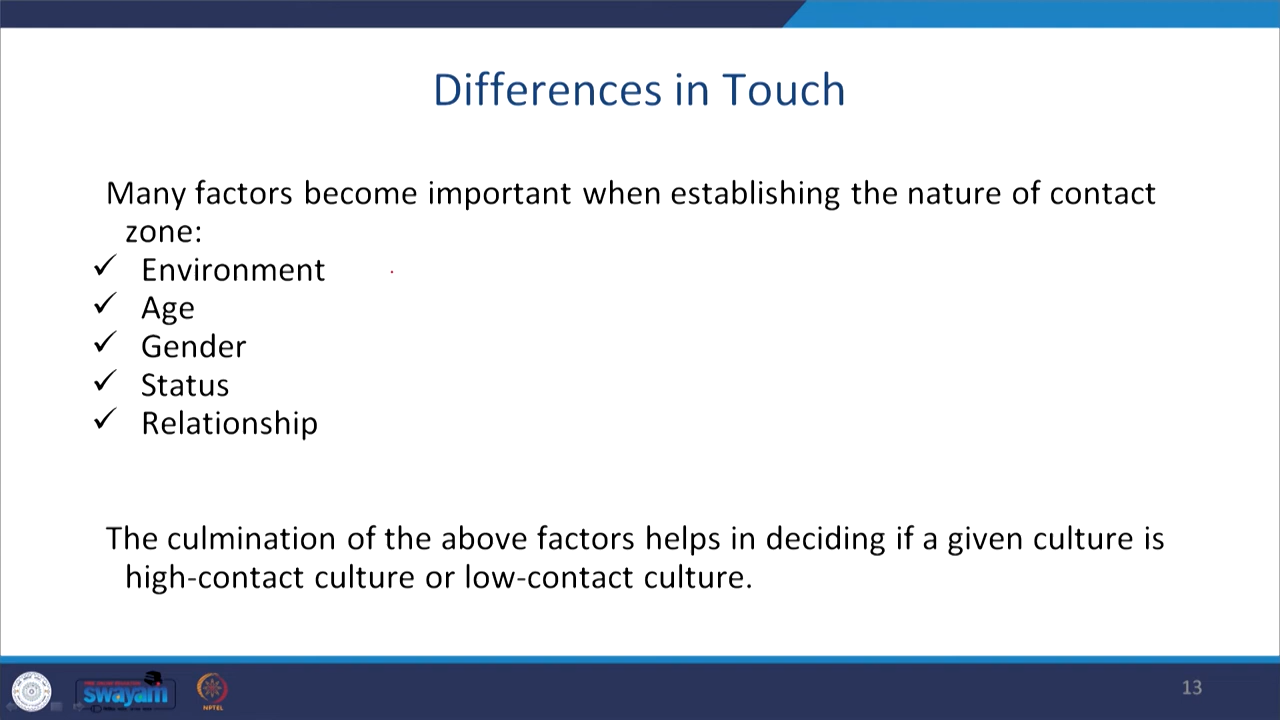 Differences in Touch
Many factors become important when establishing the nature of contact
zone:
✓ Environment
✓ Age
✓ Gender
✓ Status
✓ Relationship
The culmination of the above factors helps in deciding if a given culture is
high-contact culture or low-contact culture.
swayam
NPTEL
13